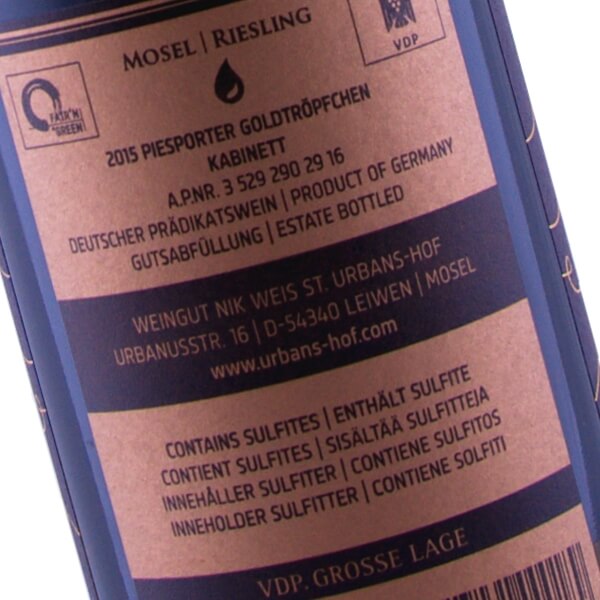 MOSEL | RIESLING
VDP
FAIR'N
GREEN
2015 PIESPORTER GOLDTRÖPFCHEN
KABINETT
A.P.NR. 3 529 290 29 16
DEUTSCHER PRÄDIKATSWEIN | PRODUCT OF GERMANY
GUTSABFÜLLUNG | ESTATE BOTTLED
WEINGUT NIK WEIS ST. URBANS-HOF
URBANUSSTR. 16 | D-54340 LEIWEN | MOSEL
www.urbans-hof.com
CONTAINS SULFITES | ENTHÄLT SULFITE
CONTIENT SULFITES | SISÄLTÄÄ SULFITTEJA
INNEHÅLLER SULFITER | CONTIENE SULFITOS
INNEHOLDER SULFITTER | CONTIENE SOLFITI
VDP. GROSSE LAGE